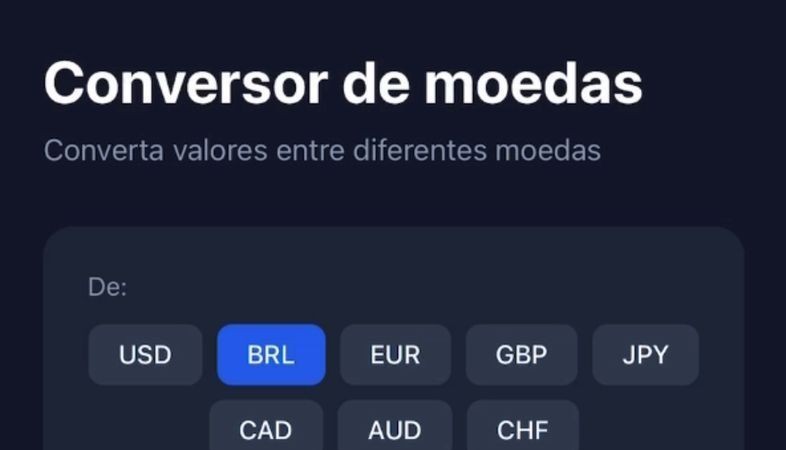 Conversor de moedas
Converta valores entre diferentes moedas
De:
USD BRL EUR GBP JPY
CAD AUD CHF